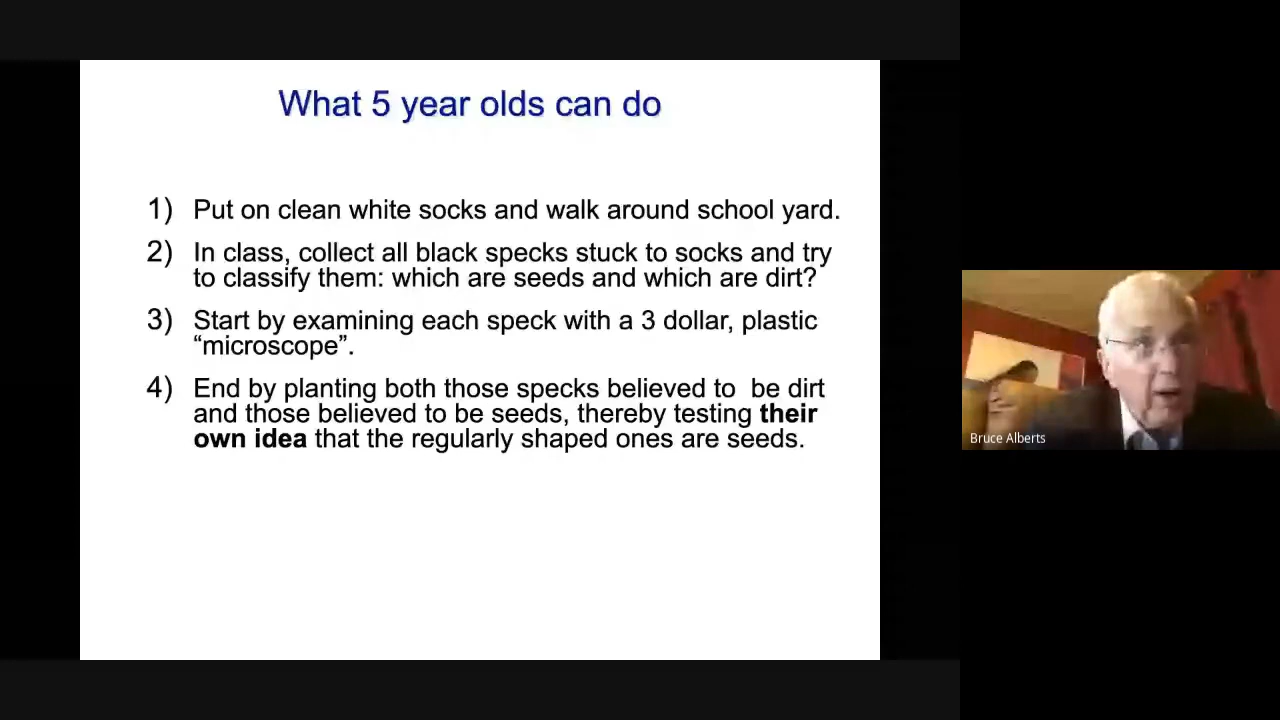 What 5 year olds can do
1) Put on clean white socks and walk around school yard.
2) In class, collect all black specks stuck to socks and try
to classify them: which are seeds and which are dirt?
3) Start by examining each speck with a 3 dollar, plastic
“microscope”.
4) End by planting both those specks believed to  be dirt
and those believed to be seeds, thereby testing their
own idea that the regularly shaped ones are seeds.
Bruce Alberts